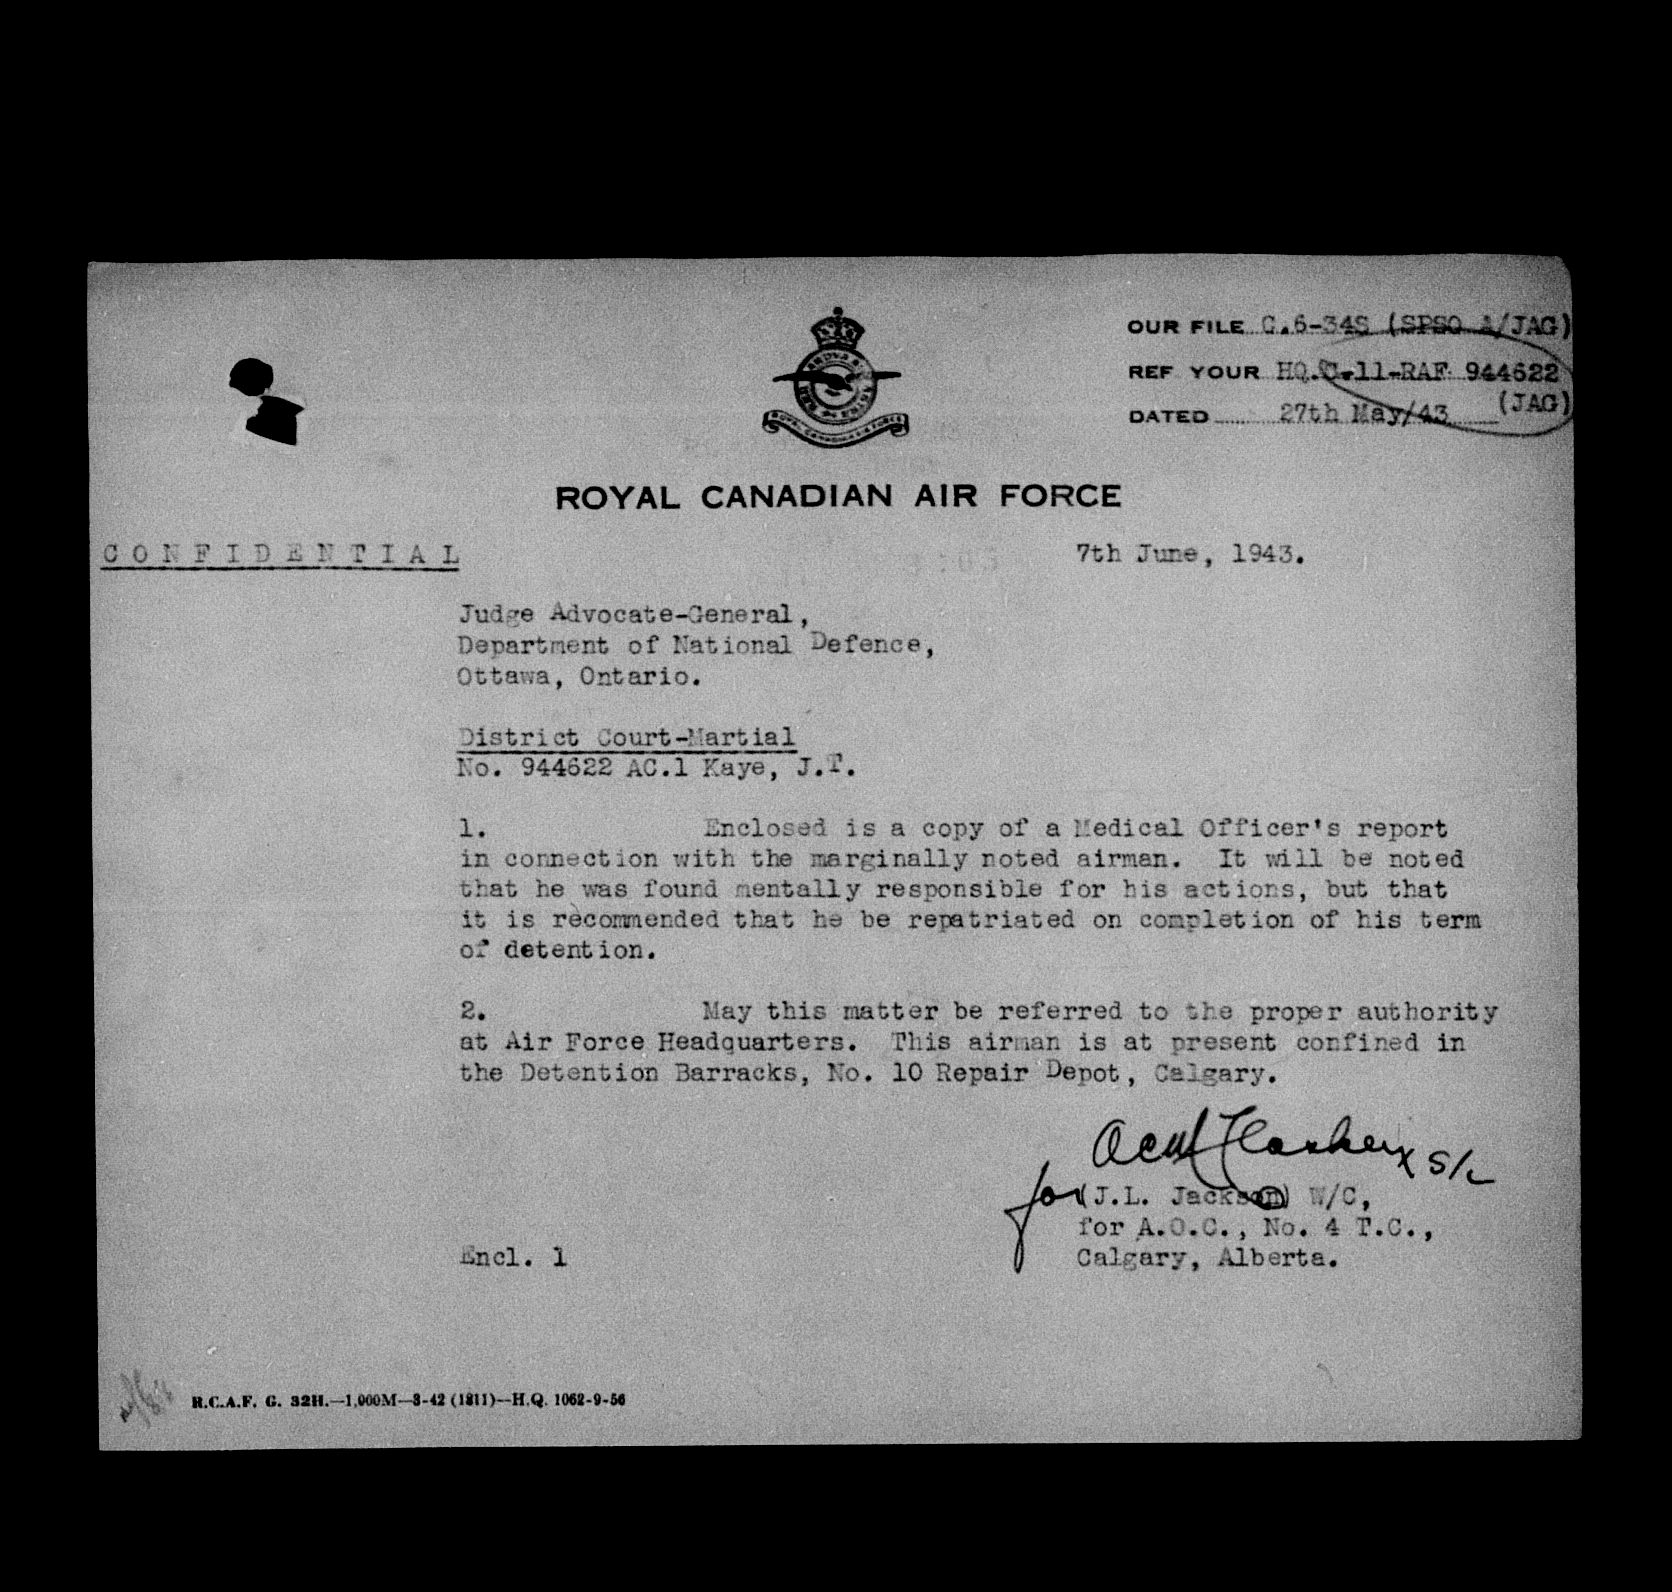 OUR FILE C.6-34S (SPSO A/JAG)
REF YOUR HQ.C-11-RAF 944622
(JAG)
DATED 27th May/43
ROYAL CANADIAN AIR FORCE
CONFIDENTIAL
7th June, 1943.
Judge Advocate-General,
Department of National Defence,
Ottawa, Ontario.
District Court-Martial
No. 944622 AC.1 Kaye, J.T.
1. Enclosed is a copy of a Medical Officer's report
in connection with the marginally noted airman. It will be noted
that he was found mentally responsible for his actions, but that
it is recommended that he be repatriated on completion of his term
of detention.
2. May this matter be referred to the proper authority
at Air Force Headquarters. This airman is at present confined in
the Detention Barracks, No. 10 Repair Depot, Calgary.
S/L
for (J.L. Jackson) W/C,
for A.O.C., No. 4 T.C.,
Encl. 1 Calgary, Alberta.
R.C.A.F. G. 32H.—1,000M—3-42 (1811)—H.Q. 1062-9-56